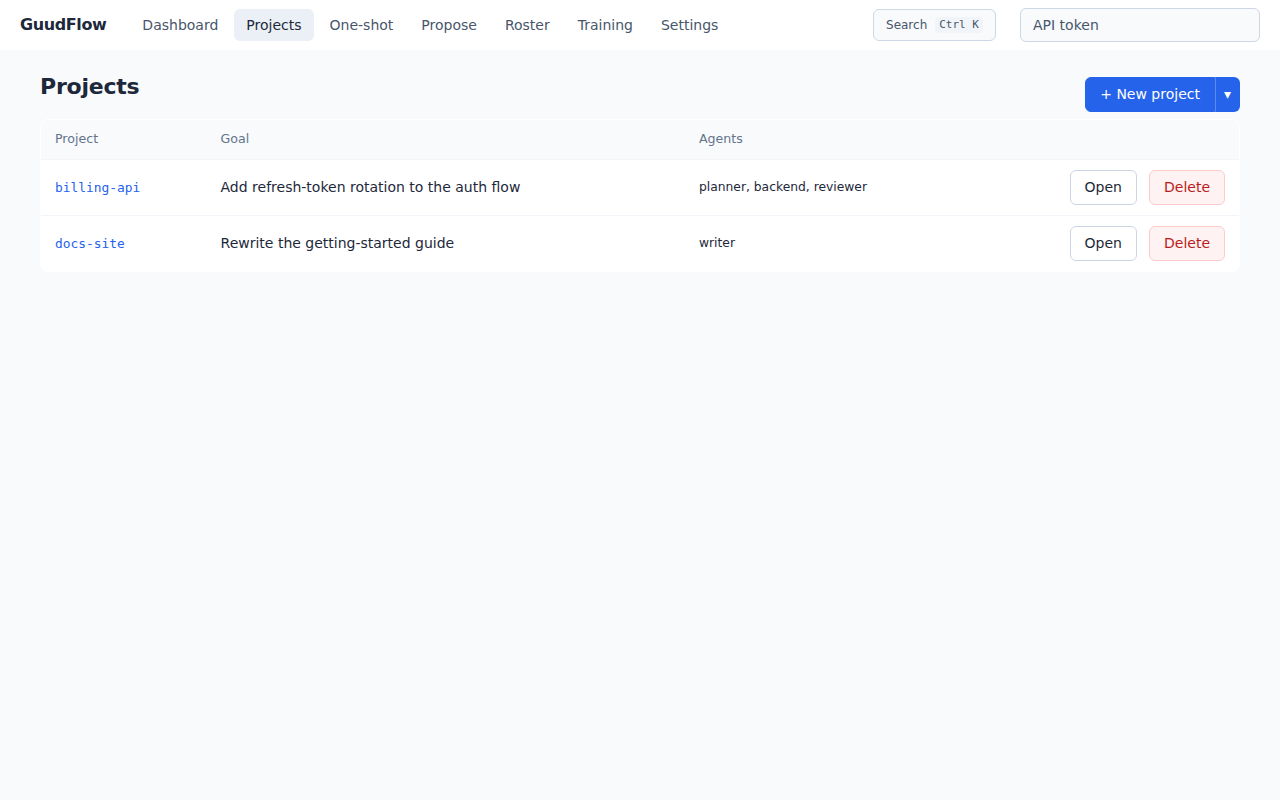 GuudFlow Dashboard Projects One-shot Propose Roster Training Settings Search Ctrl K API token
Projects
+ New project ▾
Project Goal Agents
billing-api Add refresh-token rotation to the auth flow planner, backend, reviewer Open Delete
docs-site Rewrite the getting-started guide writer Open Delete